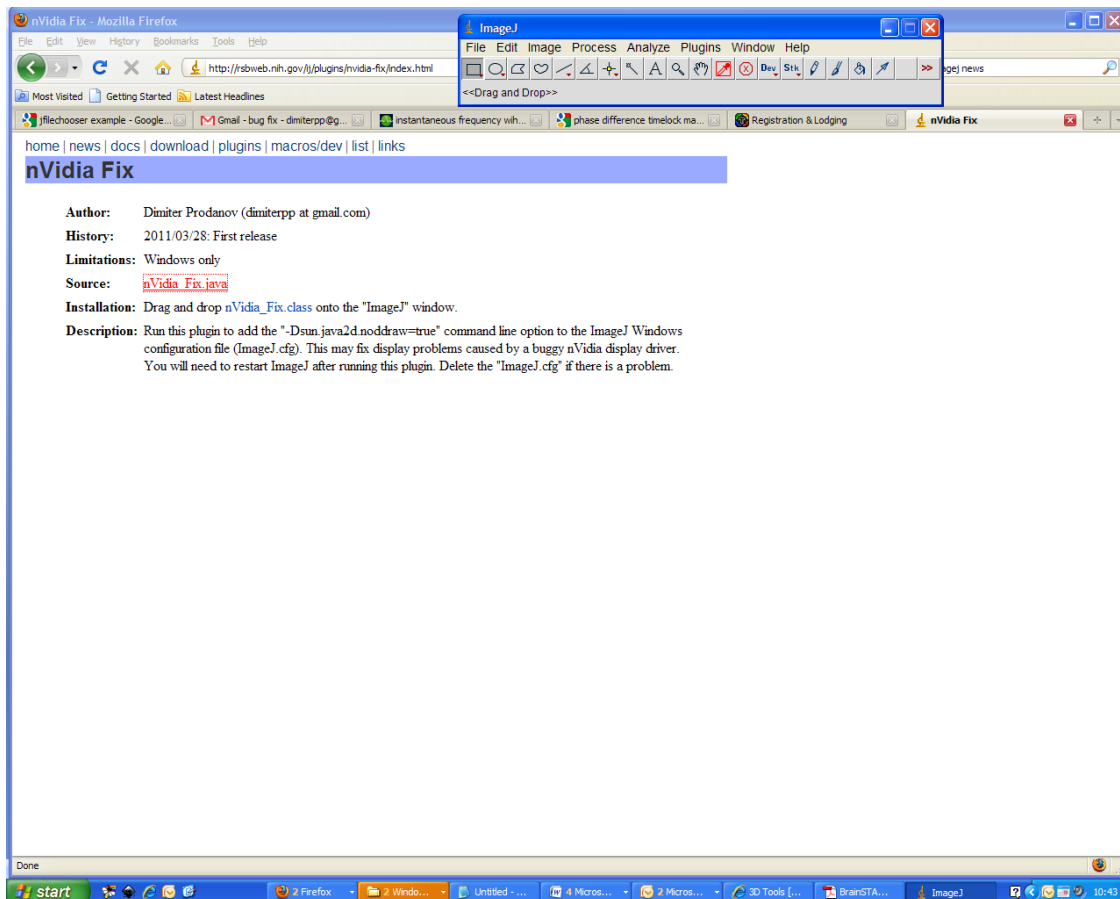 nVidia Fix - Mozilla Firefox
ImageJ
File Edit View History Bookmarks Tools Help
File Edit Image Process Analyze Plugins Window Help
http://rsbweb.nih.gov/ij/plugins/nvidia-fix/index.html
A Dev Stk >>
agej news
Most Visited Getting Started Latest Headlines
<<Drag and Drop>>
jfilechooser example - Google... Gmail - bug fix - dimiterpp@g... instantaneous frequency wih... phase difference timelock ma... Registration & Lodging nVidia Fix
home | news | docs | download | plugins | macros/dev | list | links
nVidia Fix
Author: Dimiter Prodanov (dimiterpp at gmail.com)
History: 2011/03/28: First release
Limitations: Windows only
Source: nVidia_Fix.java
Installation: Drag and drop nVidia_Fix.class onto the "ImageJ" window.
Description: Run this plugin to add the "-Dsun.java2d.noddraw=true" command line option to the ImageJ Windows
configuration file (ImageJ.cfg). This may fix display problems caused by a buggy nVidia display driver.
You will need to restart ImageJ after running this plugin. Delete the "ImageJ.cfg" if there is a problem.
Done
start 2 Firefox 2 Windo... Untitled - ... 4 Micros... 2 Micros... 3D Tools [... BrainSTA... ImageJ 10:43